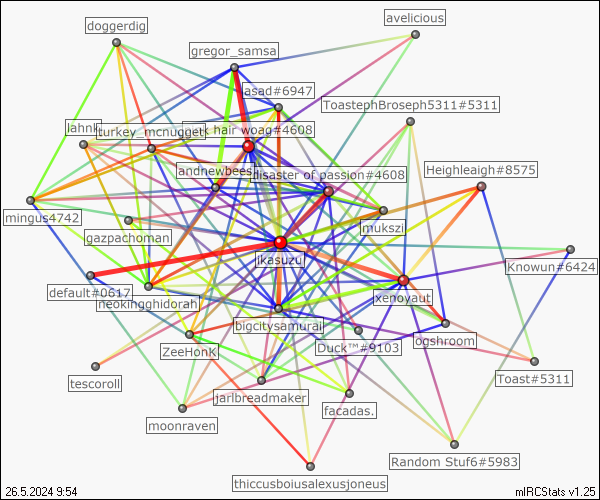 avelicious
doggerdig
gregor_samsa
asad#6947
ToastephBroseph5311#5311
lahnk
turkey_mcnugget
k hair woag#4608
andnewbees
disaster of passion#4608
Heighleaigh#8575
mingus4742
mukszi
gazpachoman
ikasuzu
Knowun#6424
default#0617
neokingghidorah
xenoyaut
bigcitysamurai
ogshroom
ZeeHonK
Duck™#9103
tescoroll
Toast#5311
jarlbreadmaker
facadas.
moonraven
Random Stuf6#5983
thiccusboiusalexusjoneus
26.5.2024 9:54
mIRCStats v1.25